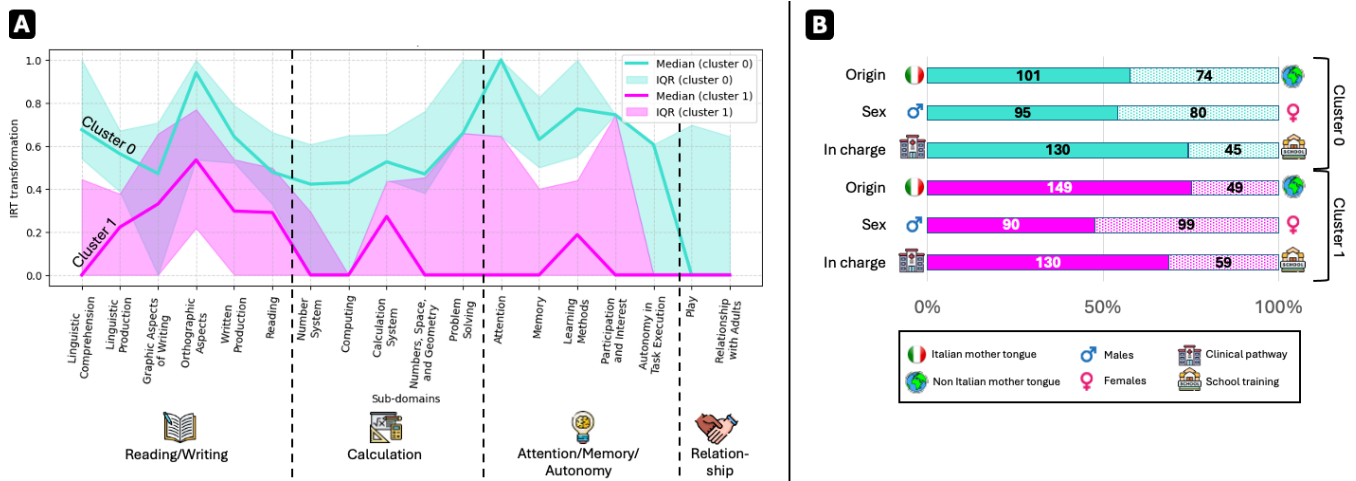 A
IRT transformation
1.0
0.8
0.6
0.4
0.2
0.0
Cluster 0
Cluster 1
Median (cluster 0)
IQR (cluster 0)
Median (cluster 1)
IQR (cluster 1)
Linguistic
Comprehension
Linguistic
Production
Graphic Aspects
of Writing
Orthographic
Aspects
Written
Production
Reading
Number
System
Computing
Calculation
System
Numbers, Space,
and Geometry
Problem
Solving
Attention
Memory
Learning
Methods
Participation
and Interest
Autonomy in
Task Execution
Play
Relationship
with Adults
Sub-domains
Reading/Writing
Calculation
Attention/Memory/
Autonomy
Relation-
ship
B
Origin 101 74
Sex 95 80
In charge 130 45 SCHOOL
Cluster 0
Origin 149 49
Sex 90 99
In charge 130 59 SCHOOL
Cluster 1
0% 50% 100%
Italian mother tongue
Males
Clinical pathway
Non Italian mother tongue
Females
SCHOOL
School training